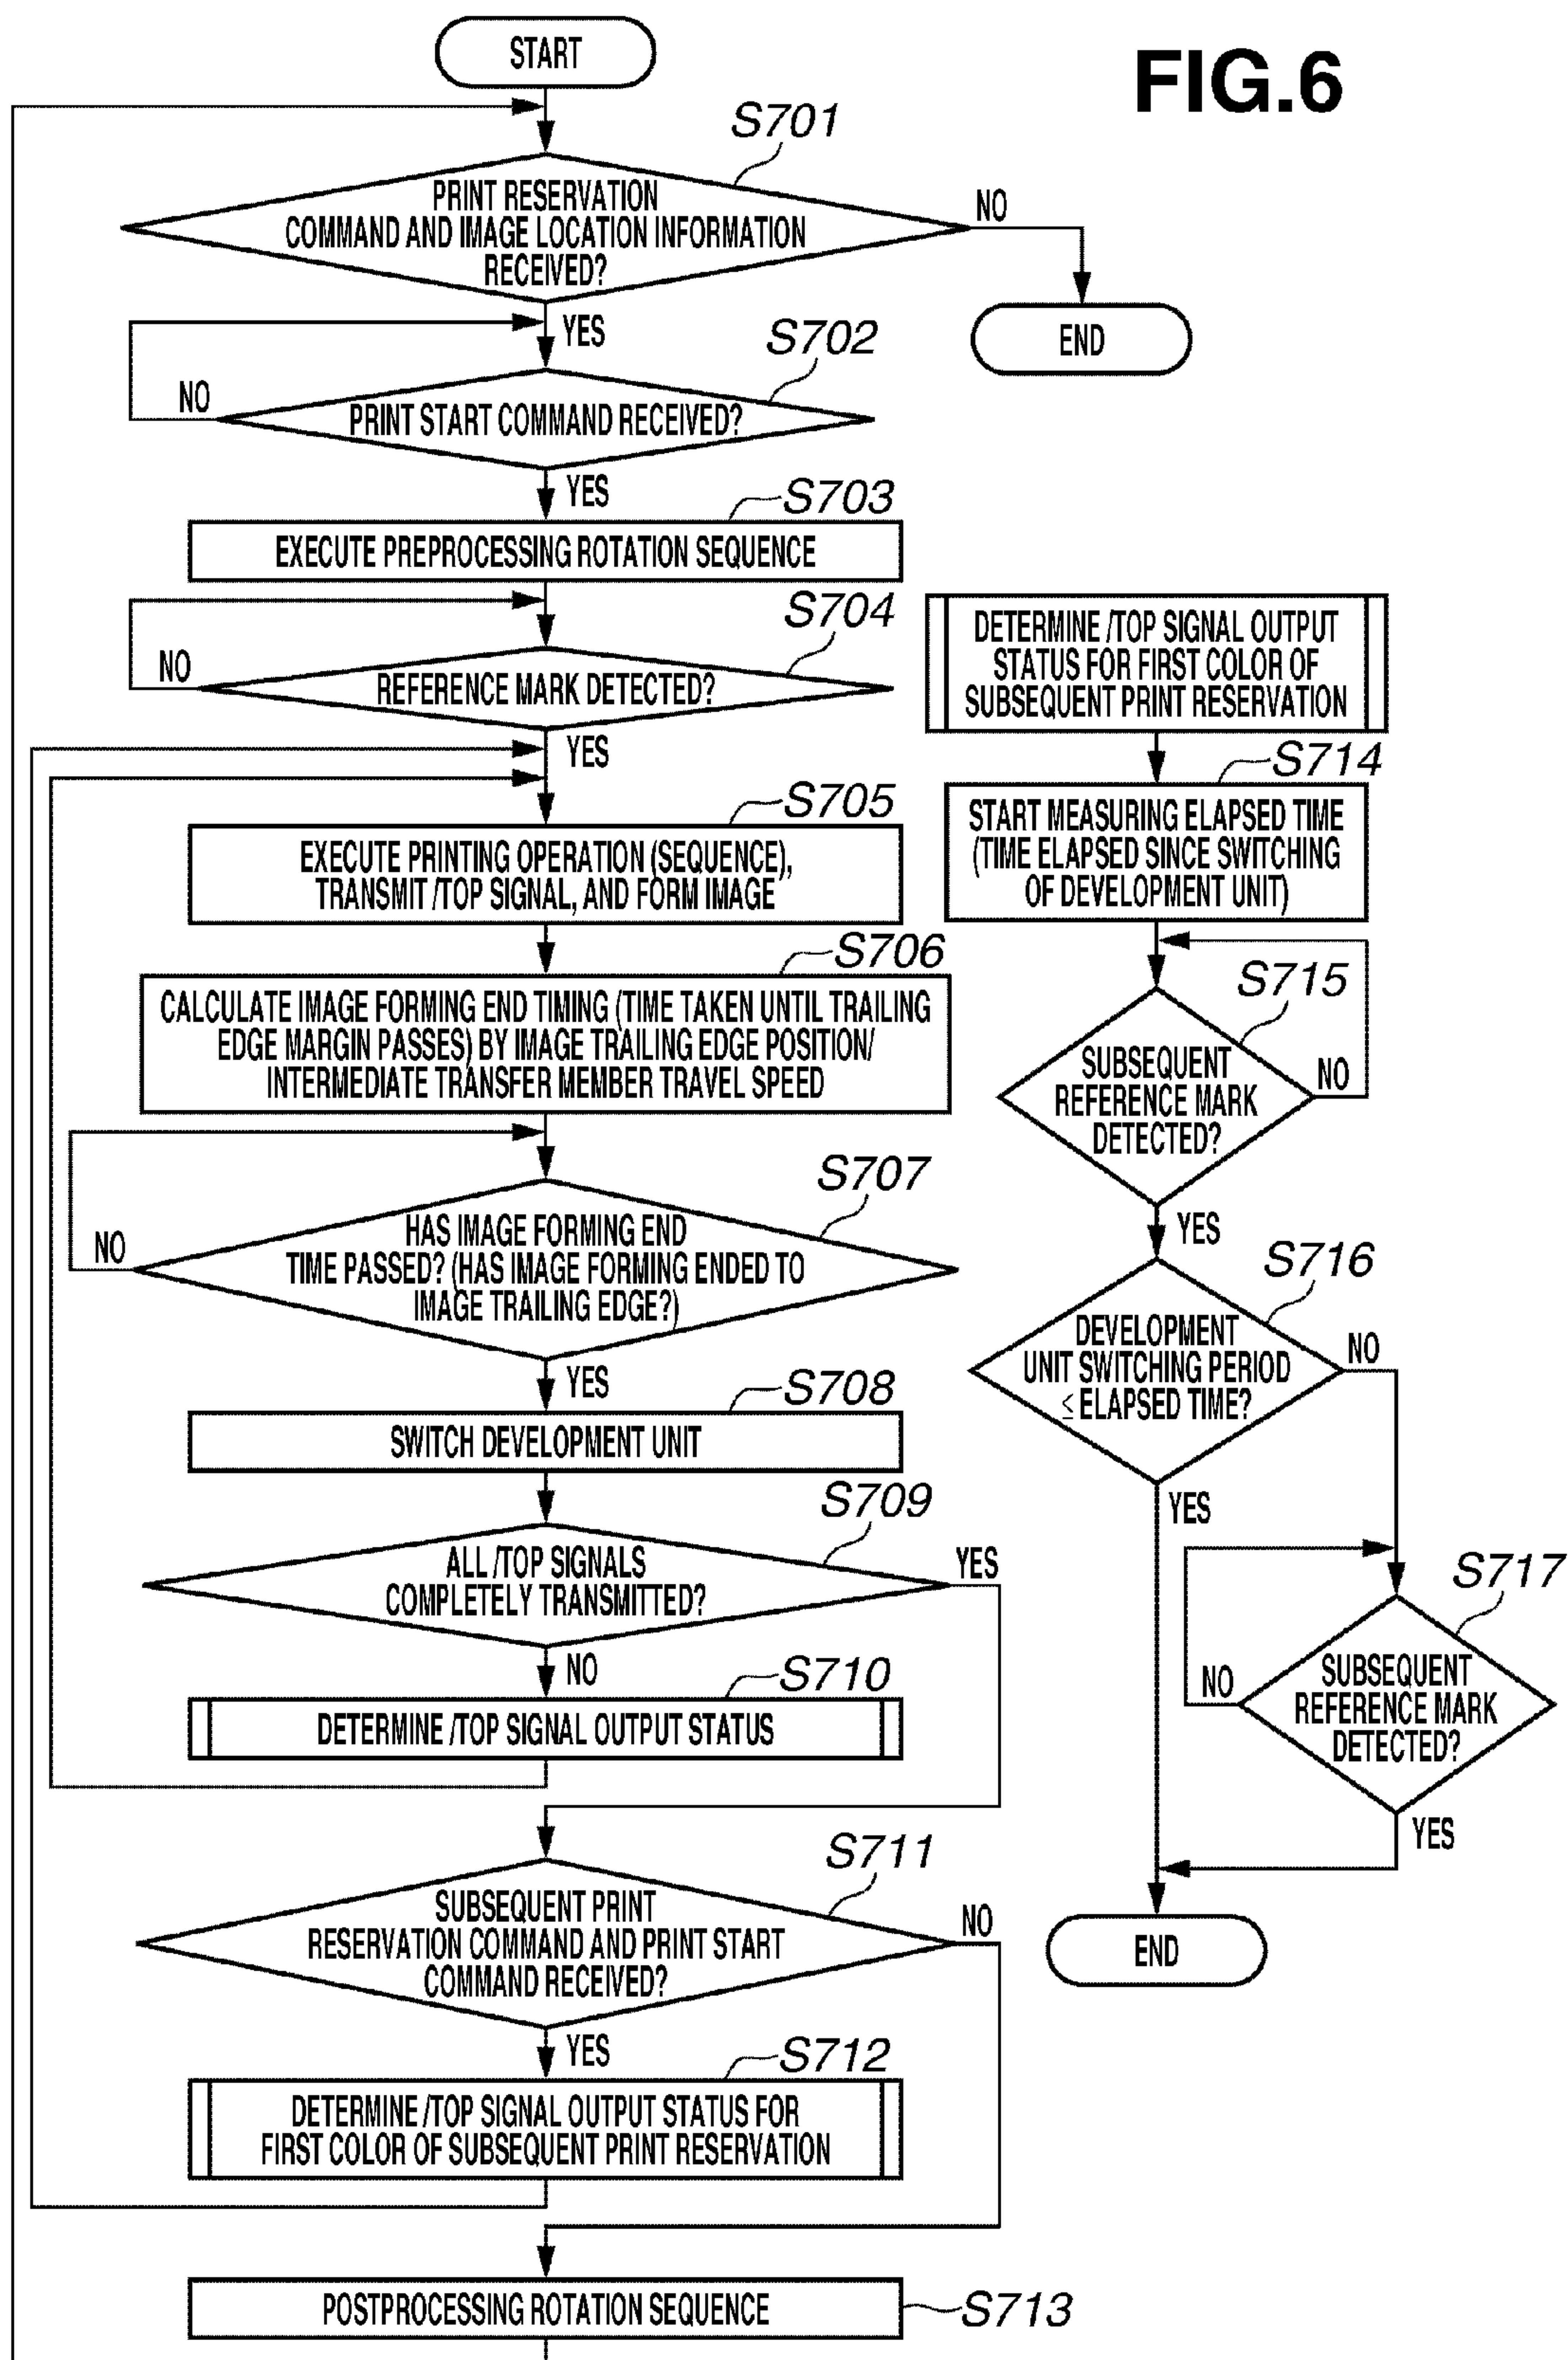 START
FIG.6
S701
PRINT RESERVATION
COMMAND AND IMAGE LOCATION INFORMATION
RECEIVED?
NO
END
YES
S702
NO
PRINT START COMMAND RECEIVED?
YES
S703
EXECUTE PREPROCESSING ROTATION SEQUENCE
S704
NO
REFERENCE MARK DETECTED?
YES
S705
EXECUTE PRINTING OPERATION (SEQUENCE),
TRANSMIT /TOP SIGNAL, AND FORM IMAGE
S706
CALCULATE IMAGE FORMING END TIMING (TIME TAKEN UNTIL TRAILING
EDGE MARGIN PASSES) BY IMAGE TRAILING EDGE POSITION/
INTERMEDIATE TRANSFER MEMBER TRAVEL SPEED
S707
NO
HAS IMAGE FORMING END
TIME PASSED? (HAS IMAGE FORMING ENDED TO
IMAGE TRAILING EDGE?)
YES
S708
SWITCH DEVELOPMENT UNIT
S709
ALL /TOP SIGNALS
COMPLETELY TRANSMITTED?
YES
NO
S710
DETERMINE /TOP SIGNAL OUTPUT STATUS
S711
SUBSEQUENT PRINT
RESERVATION COMMAND AND PRINT START
COMMAND RECEIVED?
NO
YES
S712
DETERMINE /TOP SIGNAL OUTPUT STATUS FOR
FIRST COLOR OF SUBSEQUENT PRINT RESERVATION
POSTPROCESSING ROTATION SEQUENCE
S713
DETERMINE /TOP SIGNAL OUTPUT
STATUS FOR FIRST COLOR OF
SUBSEQUENT PRINT RESERVATION
S714
START MEASURING ELAPSED TIME
(TIME ELAPSED SINCE SWITCHING
OF DEVELOPMENT UNIT)
S715
SUBSEQUENT
REFERENCE MARK
DETECTED?
NO
YES
S716
DEVELOPMENT
UNIT SWITCHING PERIOD
≤ ELAPSED TIME?
NO
YES
S717
NO
SUBSEQUENT
REFERENCE MARK
DETECTED?
YES
END